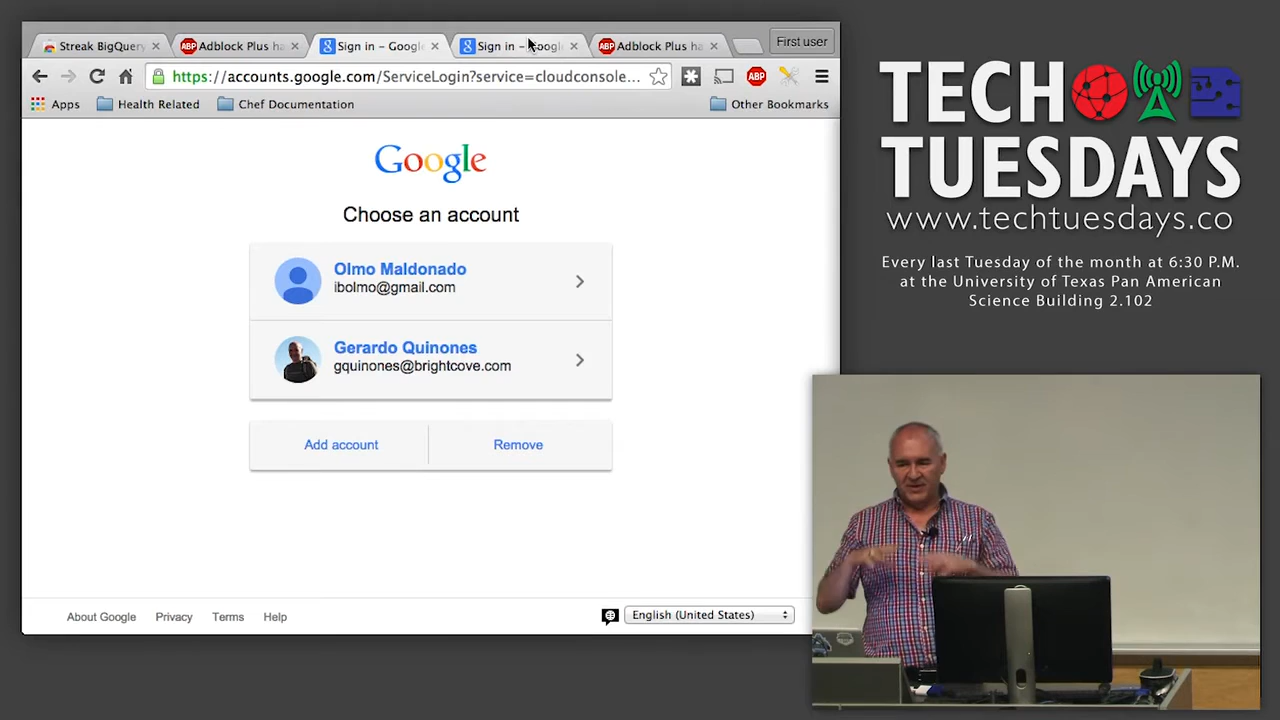 Streak BigQuery
Adblock Plus ha
Sign in - Google
Sign in - Google
Adblock Plus ha
First user
https://accounts.google.com/ServiceLogin?service=cloudconsole...
ABP
Apps
Health Related
Chef Documentation
Other Bookmarks
Google
Choose an account
Olmo Maldonado
ibolmo@gmail.com
Gerardo Quinones
gquinones@brightcove.com
Add account
Remove
About Google
Privacy
Terms
Help
English (United States)
TECH
TUESDAYS
www.techtuesdays.co
Every last Tuesday of the month at 6:30 P.M.
at the University of Texas Pan American
Science Building 2.102